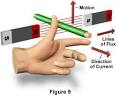 Motion
S
N
Lines
of Flux
Direction
of Current
Figure 9